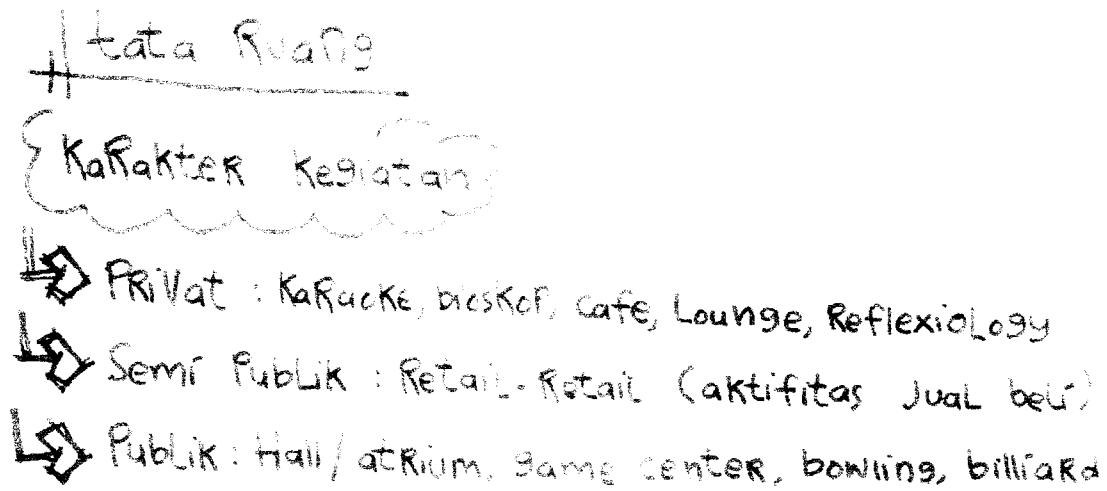 tata Ruang
Karakter kegiatan
Privat : Karaoke, bioskop, cafe, Lounge, Reflexiology
Semi Publik : Retail-Retail (aktifitas Jual beli)
Publik : Hall/atrium, game center, bowling, billiard